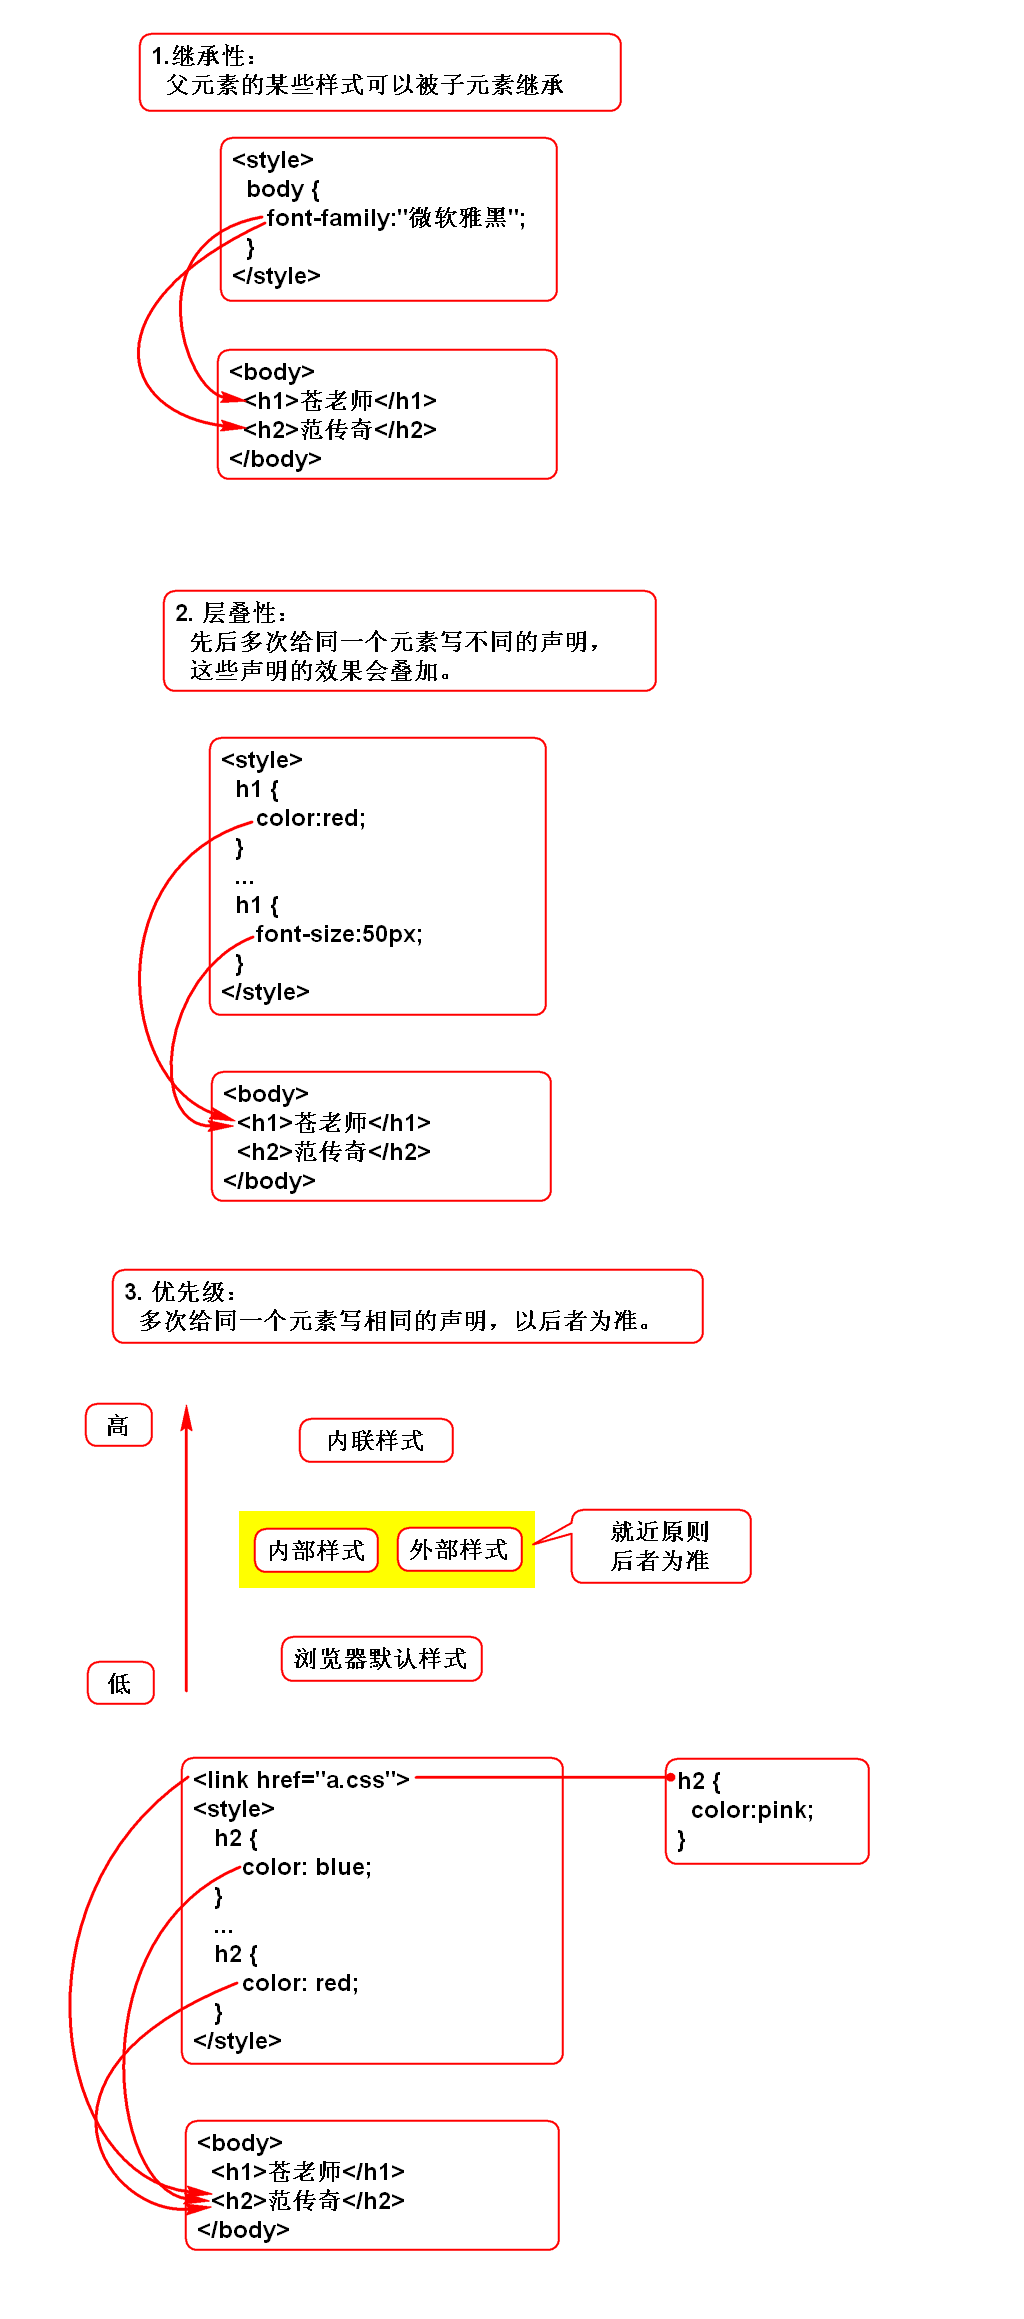 1.继承性：
父元素的某些样式可以被子元素继承
<style>
body {
font-family:"微软雅黑";
}
</style>
<body>
<h1>苍老师</h1>
<h2>范传奇</h2>
</body>
2. 层叠性：
先后多次给同一个元素写不同的声明，
这些声明的效果会叠加。
<style>
h1 {
color:red;
}
...
h1 {
font-size:50px;
}
</style>
<body>
<h1>苍老师</h1>
<h2>范传奇</h2>
</body>
3. 优先级：
多次给同一个元素写相同的声明，以后者为准。
高
内联样式
内部样式 外部样式
就近原则
后者为准
浏览器默认样式
低
<link href="a.css">
<style>
h2 {
color: blue;
}
...
h2 {
color: red;
}
</style>
h2 {
color:pink;
}
<body>
<h1>苍老师</h1>
<h2>范传奇</h2>
</body>